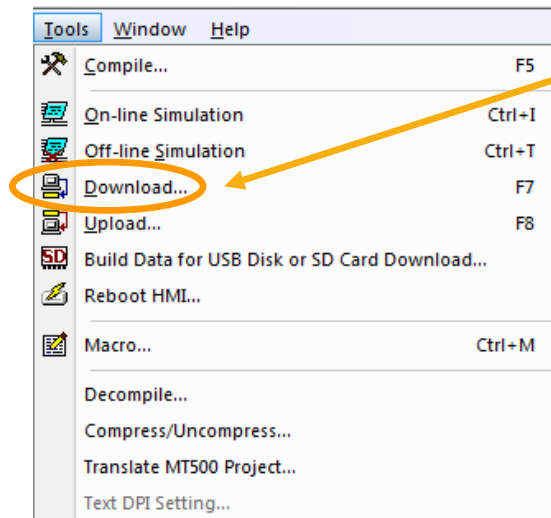 Tools Window Help
Compile... F5
On-line Simulation Ctrl+I
Off-line Simulation Ctrl+T
Download... F7
Upload... F8
SD Build Data for USB Disk or SD Card Download...
Reboot HMI...
Macro... Ctrl+M
Decompile...
Compress/Uncompress...
Translate MT500 Project...
Text DPI Setting...